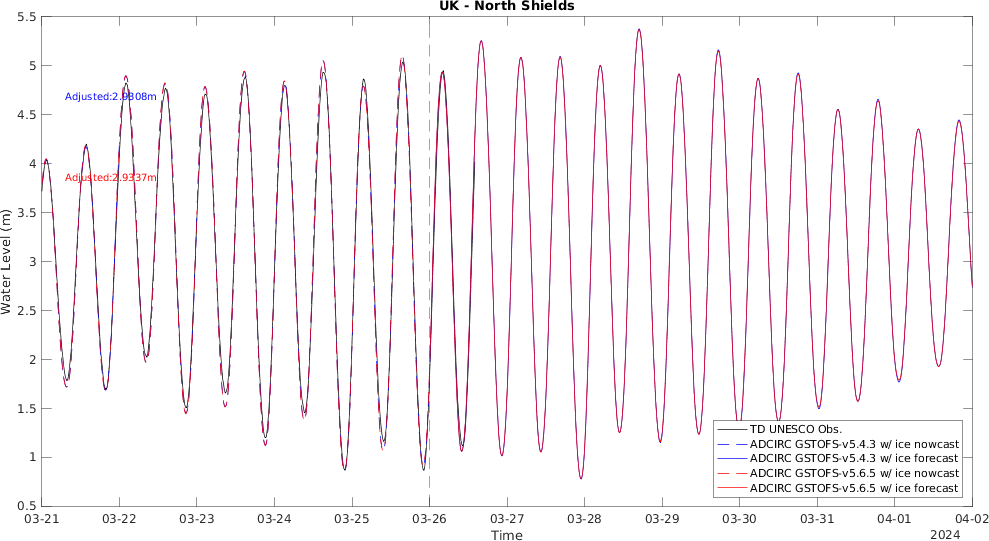 UK - North Shields
5.5
5
4.5
4
3.5
3
2.5
2
1.5
1
0.5
Water Level (m)
Adjusted:2.9308m
Adjusted:2.9337m
TD UNESCO Obs.
ADCIRC GSTOFS-v5.4.3 w/ ice nowcast
ADCIRC GSTOFS-v5.4.3 w/ ice forecast
ADCIRC GSTOFS-v5.6.5 w/ ice nowcast
ADCIRC GSTOFS-v5.6.5 w/ ice forecast
03-21 03-22 03-23 03-24 03-25 03-26 03-27 03-28 03-29 03-30 03-31 04-01 04-02
Time
2024